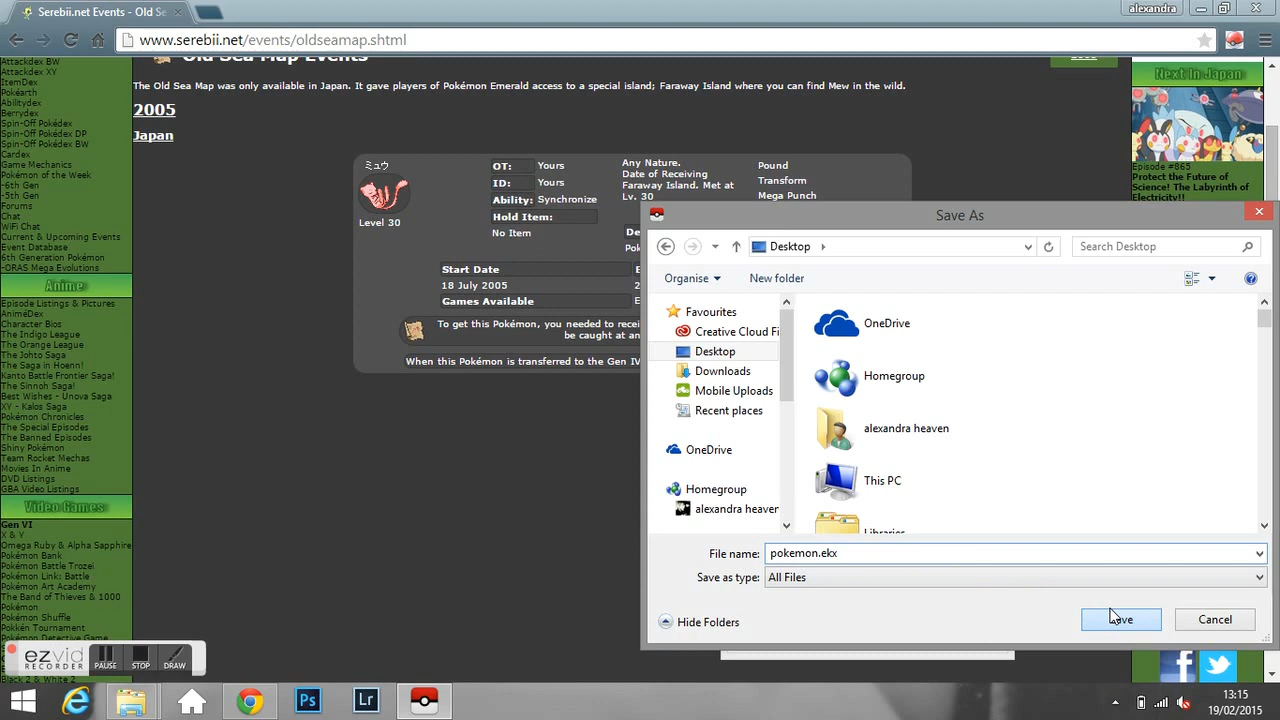 Serebii.net Events - Old Se
alexandra
www.serebii.net/events/oldseamap.shtml
Attackdex BW
Attackdex XY
ItemDex
Pokéarth
Abilitydex
Berrydex
Spin-Off Pokédex
Spin-Off Pokédex DP
Spin-Off Pokédex BW
Cardex
Game Mechanics
Pokémon of the Week
-6th Gen
-5th Gen
Forums
Chat
WiFi Chat
Current & Upcoming Events
Event Database
6th Generation Pokémon
-ORAS Mega Evolutions
Anime:
Episode Listings & Pictures
AniméDex
Character Bios
The Indigo League
The Orange League
The Johto Saga
The Saga in Hoenn!
Kanto Battle Frontier Saga!
The Sinnoh Saga!
Best Wishes - Unova Saga
XY - Kalos Saga
Pokémon Chronicles
The Special Episodes
The Banned Episodes
Shiny Pokémon
Team Rocket Mechas
Movies In Anime
DVD Listings
GBA Video Listings
Video Games:
Gen VI
X & Y
Omega Ruby & Alpha Sapphire
Pokémon Bank
Pokémon Battle Trozei
Pokémon Link: Battle
Pokémon Art Academy
The Band of Thieves & 1000
Pokémon
Pokémon Shuffle
Pokkén Tournament
Pokémon Detective Game
Old Sea Map Events
The Old Sea Map was only available in Japan. It gave players of Pokémon Emerald access to a special island; Faraway Island where you can find Mew in the wild.
2005
Japan
ミュウ
Level 30
OT: Yours
ID: Yours
Ability: Synchronize
Hold Item:
No Item
Any Nature.
Date of Receiving
Faraway Island. Met at
Lv. 30
Pound
Transform
Mega Punch
De
Pok
Start Date
E
18 July 2005
2
Games Available
E
To get this Pokémon, you needed to recei
be caught at an
When this Pokémon is transferred to the Gen IV
Next In Japan:
Episode #865
Protect the Future of
Science! The Labyrinth of
Electricity!!
Save As
Desktop
Search Desktop
Organise
New folder
Favourites
Creative Cloud Fi
Desktop
Downloads
Mobile Uploads
Recent places
OneDrive
Homegroup
alexandra heaven
OneDrive
Homegroup
alexandra heaven
This PC
Libraries
File name: pokemon.ekx
Save as type: All Files
Hide Folders
Save
Cancel
ezvid
RECORDER
PAUSE
STOP
DRAW
Black 2 & White 2
Ps
Lr
13:15
19/02/2015